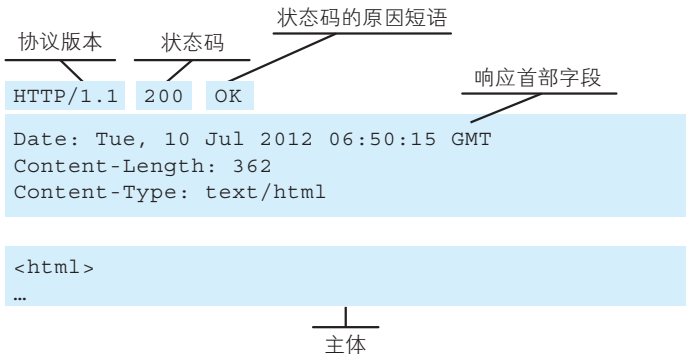 状态码的原因短语
协议版本 状态码
响应首部字段
HTTP/1.1 200 OK
Date: Tue, 10 Jul 2012 06:50:15 GMT
Content-Length: 362
Content-Type: text/html
<html>
…
主体